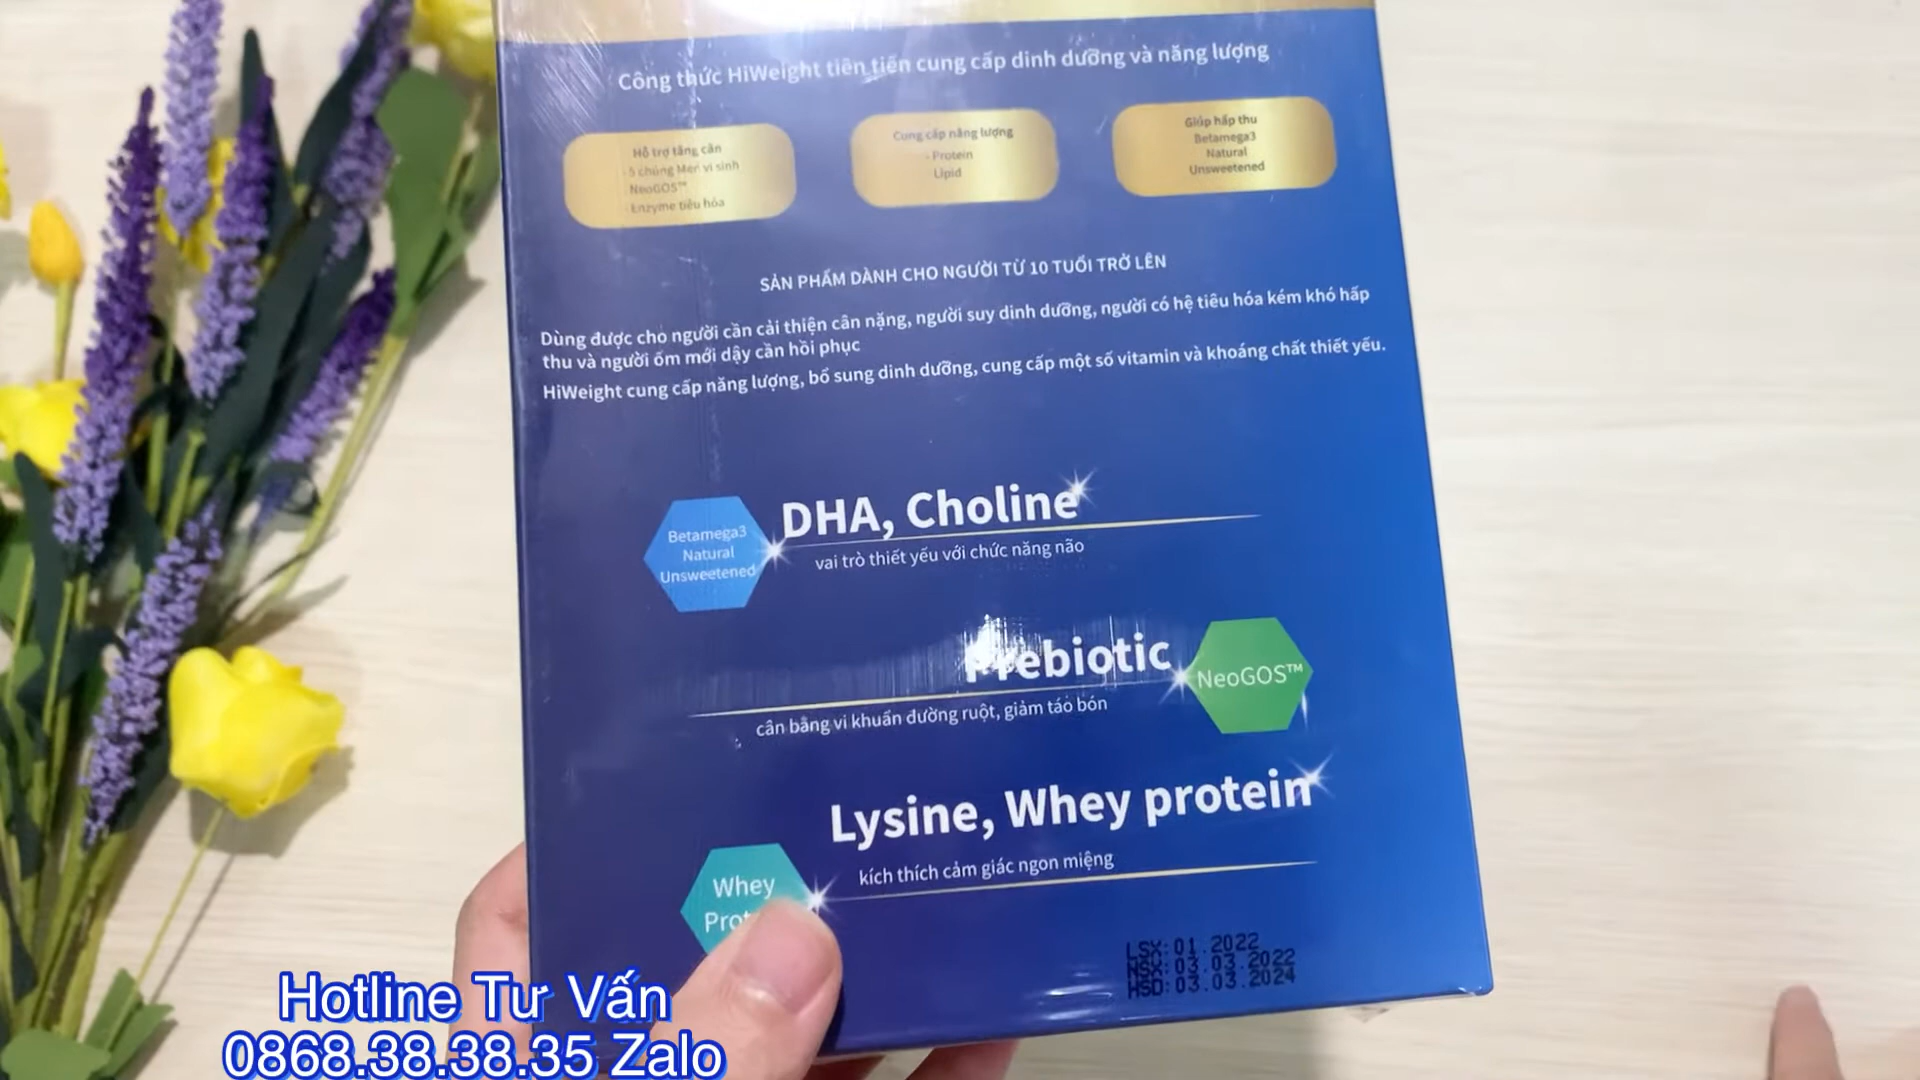 Công thức HiWeight tiên tiến cung cấp dinh dưỡng và năng lượng
Hỗ trợ tăng cân
- 5 chủng Men vi sinh
NeoGOS™
- Enzyme tiêu hóa
Cung cấp năng lượng
- Protein
Lipid
Giúp hấp thu
Betamega3
Natural
Unsweetened
SẢN PHẨM DÀNH CHO NGƯỜI TỪ 10 TUỔI TRỞ LÊN
Dùng được cho người cần cải thiện cân nặng, người suy dinh dưỡng, người có hệ tiêu hóa kém khó hấp
thu và người ốm mới dậy cần hồi phục
HiWeight cung cấp năng lượng, bổ sung dinh dưỡng, cung cấp một số vitamin và khoáng chất thiết yếu.
Betamega3
Natural
Unsweetened
DHA, Choline
vai trò thiết yếu với chức năng não
Prebiotic
NeoGOS™
cân bằng vi khuẩn đường ruột, giảm táo bón
Lysine, Whey protein
kích thích cảm giác ngon miệng
Whey
LSX: 01.2022
NSX: 03.03.2022
HSD: 03.03.2024
Hotline Tư Vấn
0868.38.38.35 Zalo